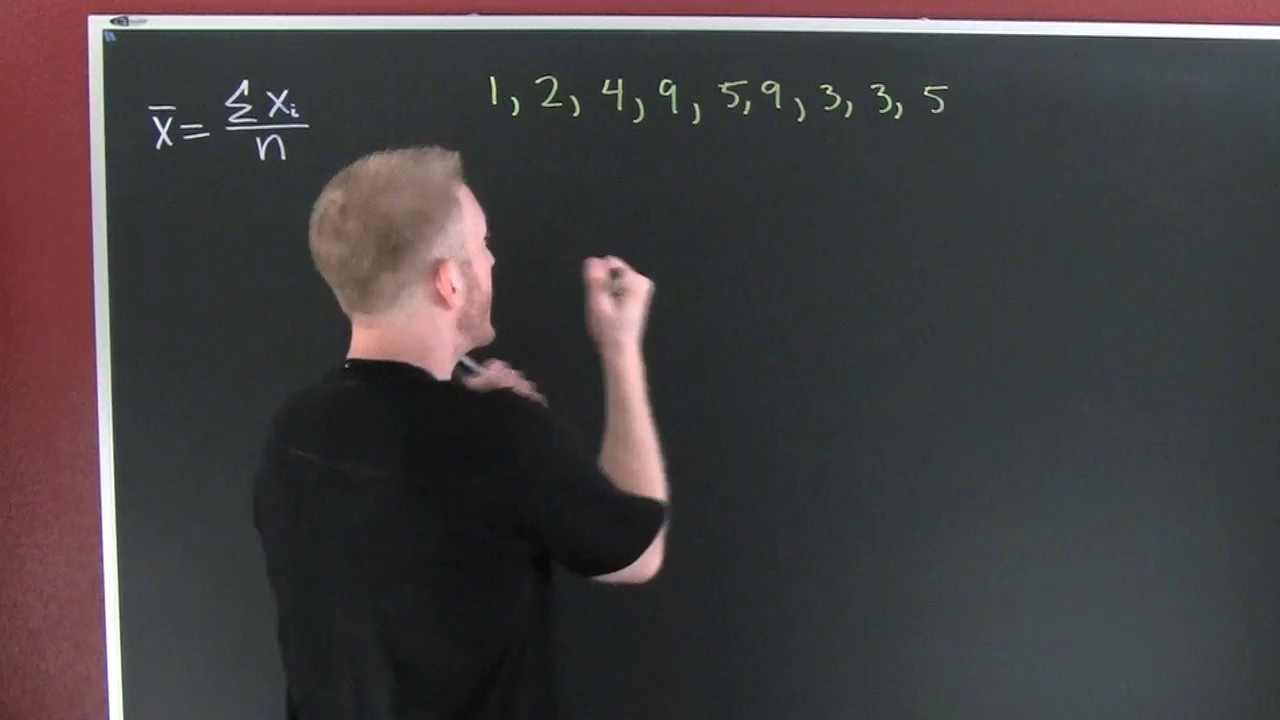 x̄ = Σxᵢ / n
1, 2, 4, 9, 5, 9, 3, 3, 5